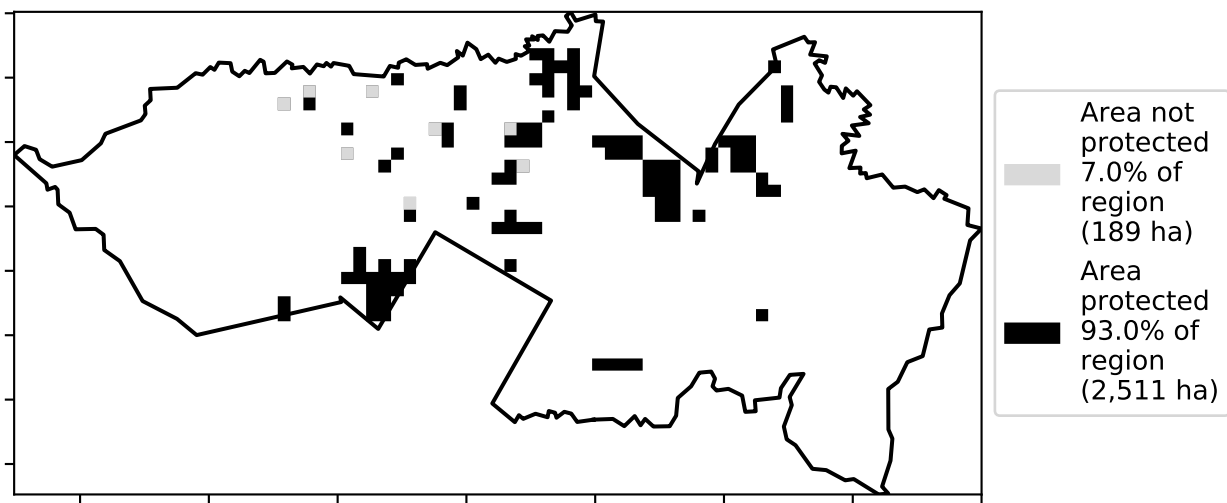 Area not
protected
7.0% of
region
(189 ha)
Area
protected
93.0% of
region
(2,511 ha)